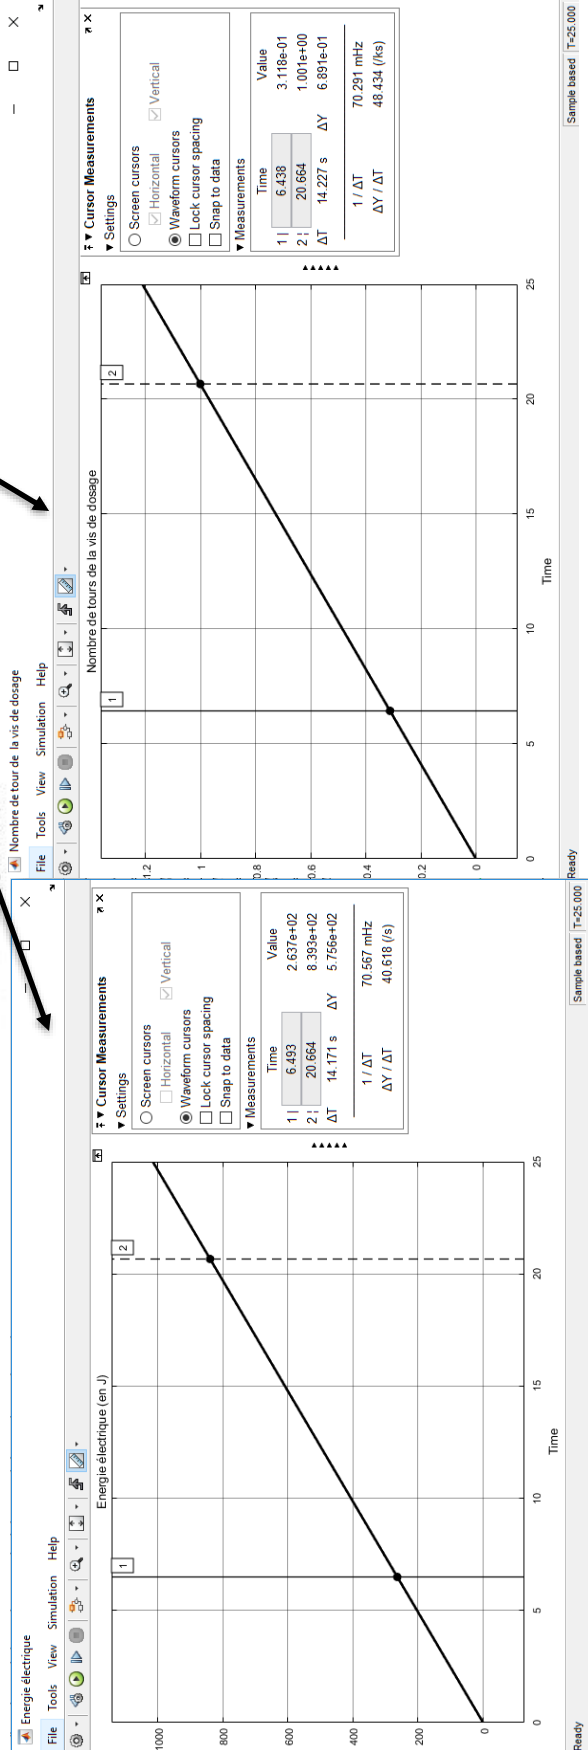 Energie électrique
File Tools View Simulation Help
Energie électrique (en J)
1
2
1000
800
600
400
200
0
0
5
10
15
20
25
Time
Cursor Measurements
Settings
Screen cursors
Horizontal
Vertical
Waveform cursors
Lock cursor spacing
Snap to data
Measurements
Time Value
1 | 6.493 2.637e+02
2 ¦ 20.664 8.393e+02
ΔT 14.171 s ΔY 5.756e+02
1 / ΔT 70.567 mHz
ΔY / ΔT 40.618 (/s)
Ready
Sample based T=25.000
Nombre de tour de la vis de dosage
File Tools View Simulation Help
Nombre de tours de la vis de dosage
1
2
1.2
1
0.8
0.6
0.4
0.2
0
0
5
10
15
20
25
Time
Cursor Measurements
Settings
Screen cursors
Horizontal
Vertical
Waveform cursors
Lock cursor spacing
Snap to data
Measurements
Time Value
1 | 6.438 3.118e-01
2 ¦ 20.664 1.001e+00
ΔT 14.227 s ΔY 6.891e-01
1 / ΔT 70.291 mHz
ΔY / ΔT 48.434 (/ks)
Ready
Sample based T=25.000